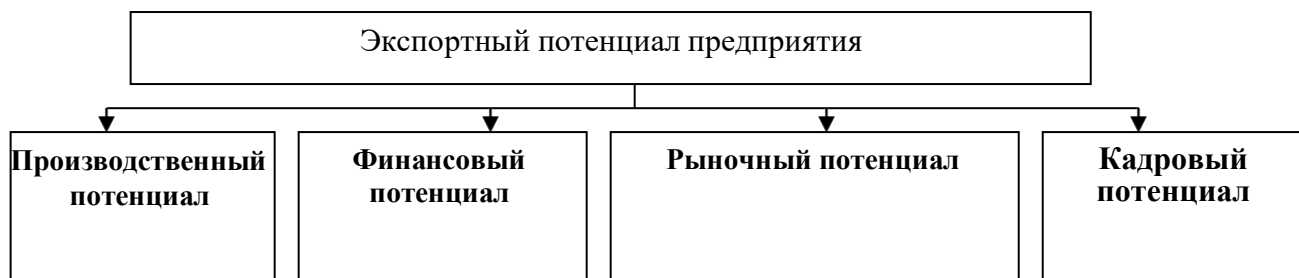 Экспортный потенциал предприятия
Производственный
потенциал
Финансовый
потенциал
Рыночный потенциал
Кадровый
потенциал